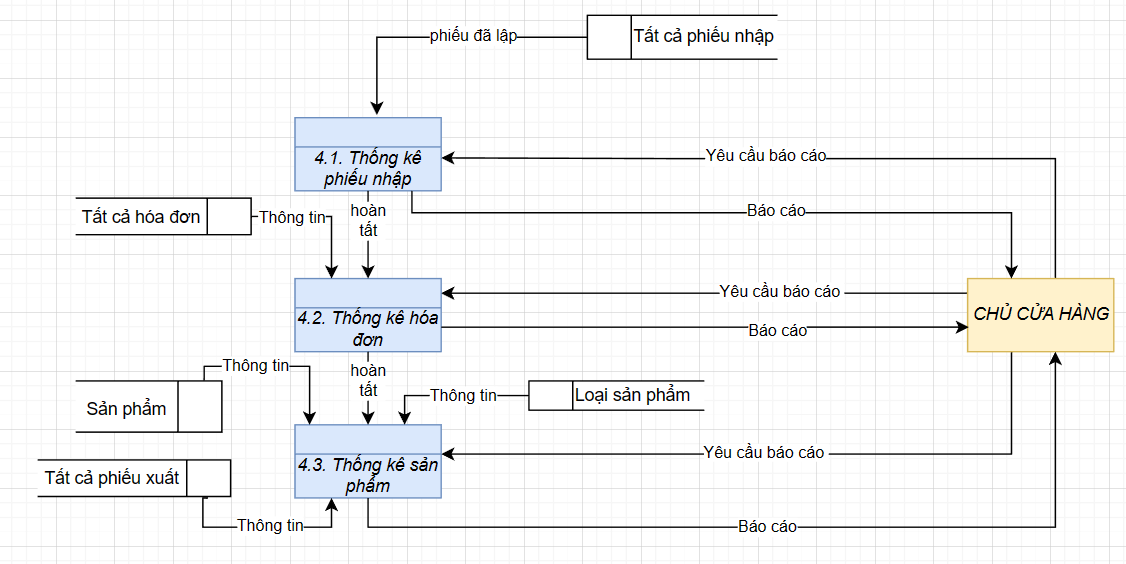 phiếu đã lập
Tất cả phiếu nhập
4.1. Thống kê
phiếu nhập
Yêu cầu báo cáo
Tất cả hóa đơn
Thông tin
hoàn
tất
Báo cáo
4.2. Thống kê hóa
đơn
Yêu cầu báo cáo
Báo cáo
CHỦ CỬA HÀNG
Thông tin
hoàn
tất
Sản phẩm
Thông tin
Loại sản phẩm
4.3. Thống kê sản
phẩm
Yêu cầu báo cáo
Tất cả phiếu xuất
Thông tin
Báo cáo